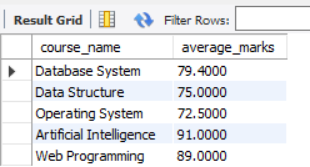 Result Grid Filter Rows:
course_name average_marks
Database System 79.4000
Data Structure 75.0000
Operating System 72.5000
Artificial Intelligence 91.0000
Web Programming 89.0000